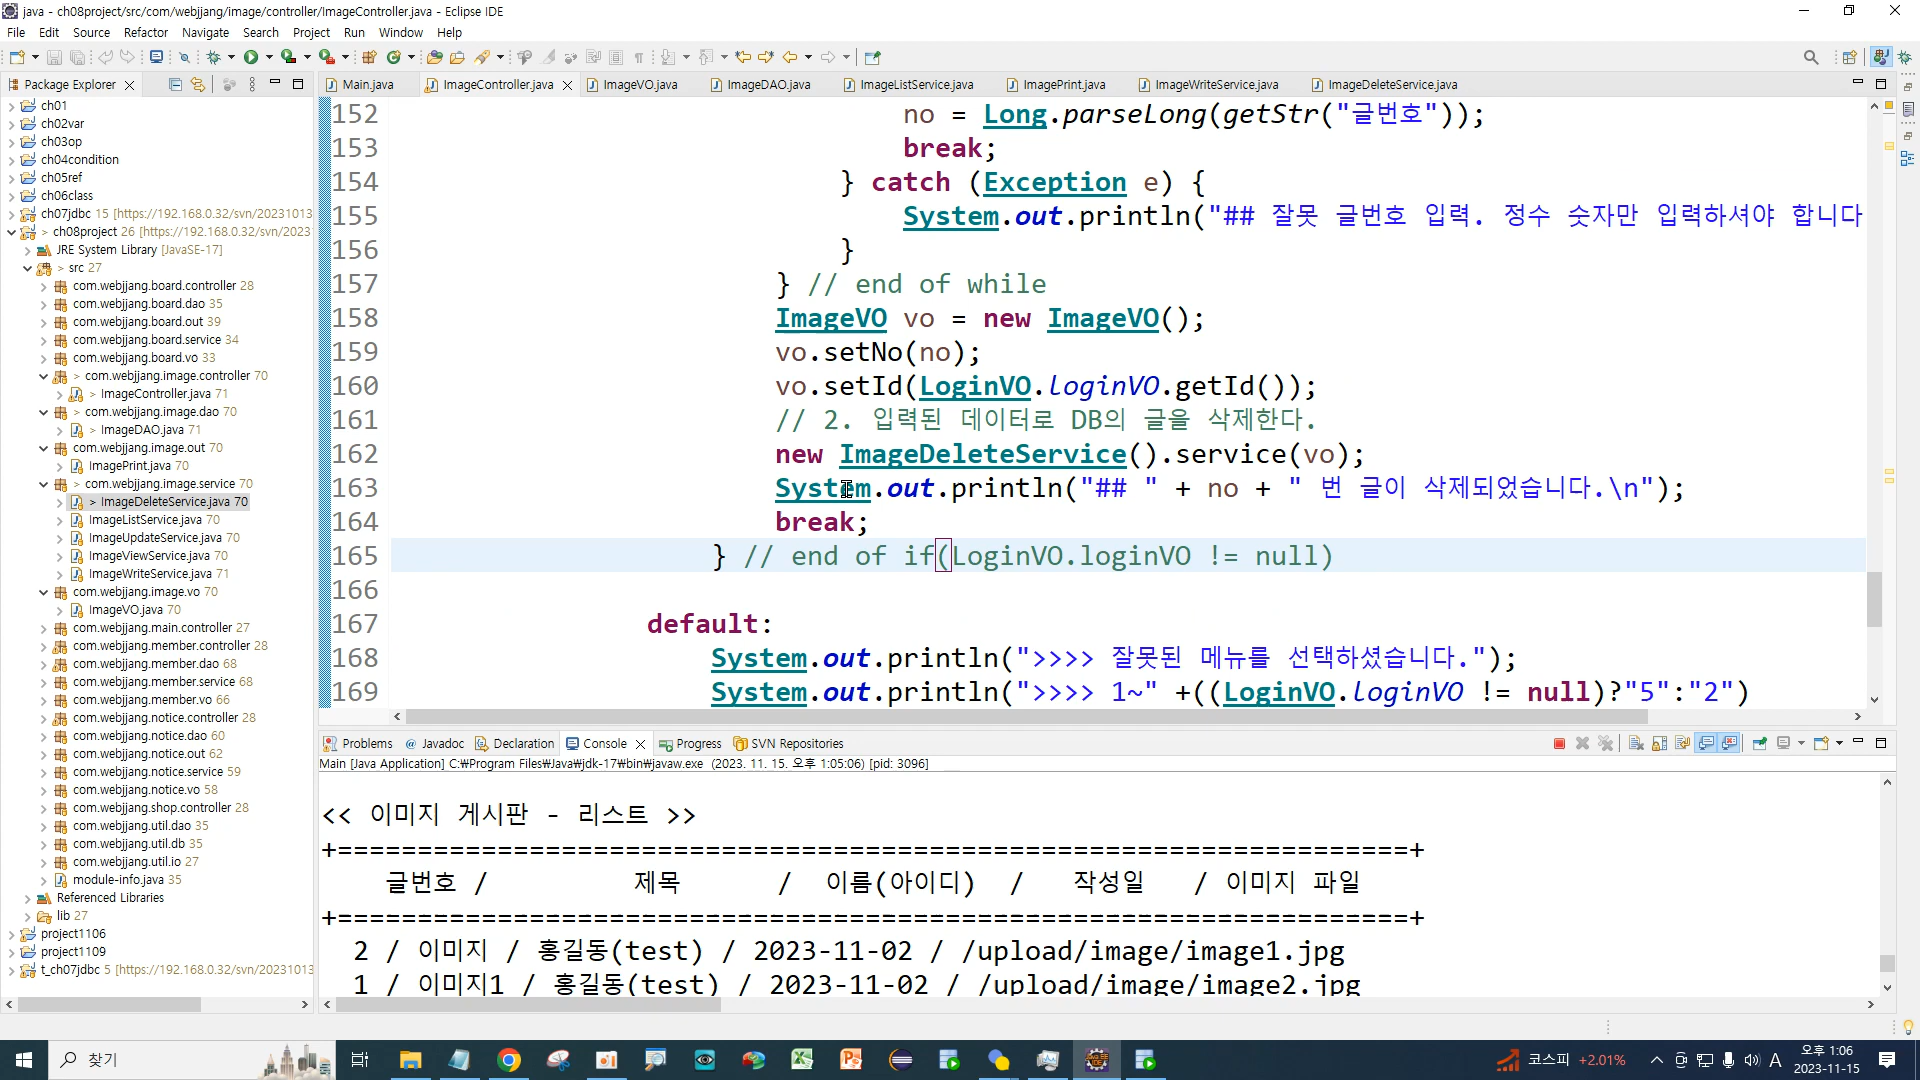 java - ch08project/src/com/webjjang/image/controller/ImageController.java - Eclipse IDE
File Edit Source Refactor Navigate Search Project Run Window Help
Package Explorer
Main.java ImageController.java ImageVO.java ImageDAO.java ImageListService.java ImagePrint.java ImageWriteService.java ImageDeleteService.java
ch01
ch02var
ch03op
ch04condition
ch05ref
ch06class
ch07jdbc 15 [https://192.168.0.32/svn/20231013
> ch08project 26 [https://192.168.0.32/svn/2023
JRE System Library [JavaSE-17]
> src 27
com.webjjang.board.controller 28
com.webjjang.board.dao 35
com.webjjang.board.out 39
com.webjjang.board.service 34
com.webjjang.board.vo 33
> com.webjjang.image.controller 70
> ImageController.java 71
> com.webjjang.image.dao 70
> ImageDAO.java 71
com.webjjang.image.out 70
ImagePrint.java 70
> com.webjjang.image.service 70
> ImageDeleteService.java 70
ImageListService.java 70
ImageUpdateService.java 70
ImageViewService.java 70
ImageWriteService.java 71
com.webjjang.image.vo 70
ImageVO.java 70
com.webjjang.main.controller 27
com.webjjang.member.controller 28
com.webjjang.member.dao 68
com.webjjang.member.service 68
com.webjjang.member.vo 66
com.webjjang.notice.controller 28
com.webjjang.notice.dao 60
com.webjjang.notice.out 62
com.webjjang.notice.service 59
com.webjjang.notice.vo 58
com.webjjang.shop.controller 28
com.webjjang.util.dao 35
com.webjjang.util.db 35
com.webjjang.util.io 27
module-info.java 35
Referenced Libraries
lib 27
project1106
project1109
t_ch07jdbc 5 [https://192.168.0.32/svn/20231013
152 no = Long.parseLong(getStr("글번호"));
153 break;
154 } catch (Exception e) {
155 System.out.println("## 잘못 글번호 입력. 정수 숫자만 입력하셔야 합니다
156 }
157 } // end of while
158 ImageVO vo = new ImageVO();
159 vo.setNo(no);
160 vo.setId(LoginVO.loginVO.getId());
161 // 2. 입력된 데이터로 DB의 글을 삭제한다.
162 new ImageDeleteService().service(vo);
163 System.out.println("## " + no + " 번 글이 삭제되었습니다.\n");
164 break;
165 } // end of if(LoginVO.loginVO != null)
166
167 default:
168 System.out.println(">>>> 잘못된 메뉴를 선택하셨습니다.");
169 System.out.println(">>>> 1~" +((LoginVO.loginVO != null)?"5":"2")
Problems Javadoc Declaration Console Progress SVN Repositories
Main [Java Application] C:₩Program Files₩Java₩jdk-17₩bin₩javaw.exe (2023. 11. 15. 오후 1:05:06) [pid: 3096]
<< 이미지 게시판 - 리스트 >>
+===================================================================+
글번호 / 제목 / 이름(아이디) / 작성일 / 이미지 파일
+===================================================================+
2 / 이미지 / 홍길동(test) / 2023-11-02 / /upload/image/image1.jpg
1 / 이미지1 / 홍길동(test) / 2023-11-02 / /upload/image/image2.jpg
찾기
코스피 +2.01%
A
오후 1:06
2023-11-15